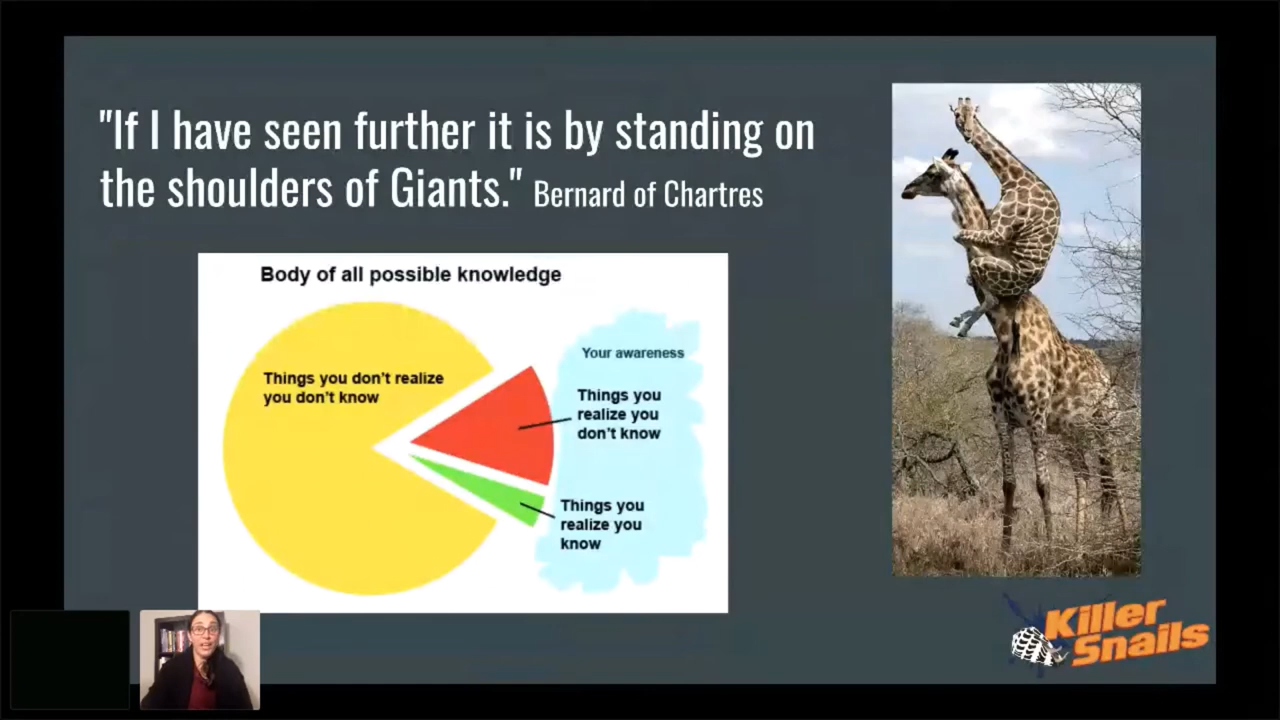 "If I have seen further it is by standing on
the shoulders of Giants." Bernard of Chartres
Body of all possible knowledge
Things you don't realize
you don't know
Your awareness
Things you
realize you
don't know
Things you
realize you
know
Killer
Snails